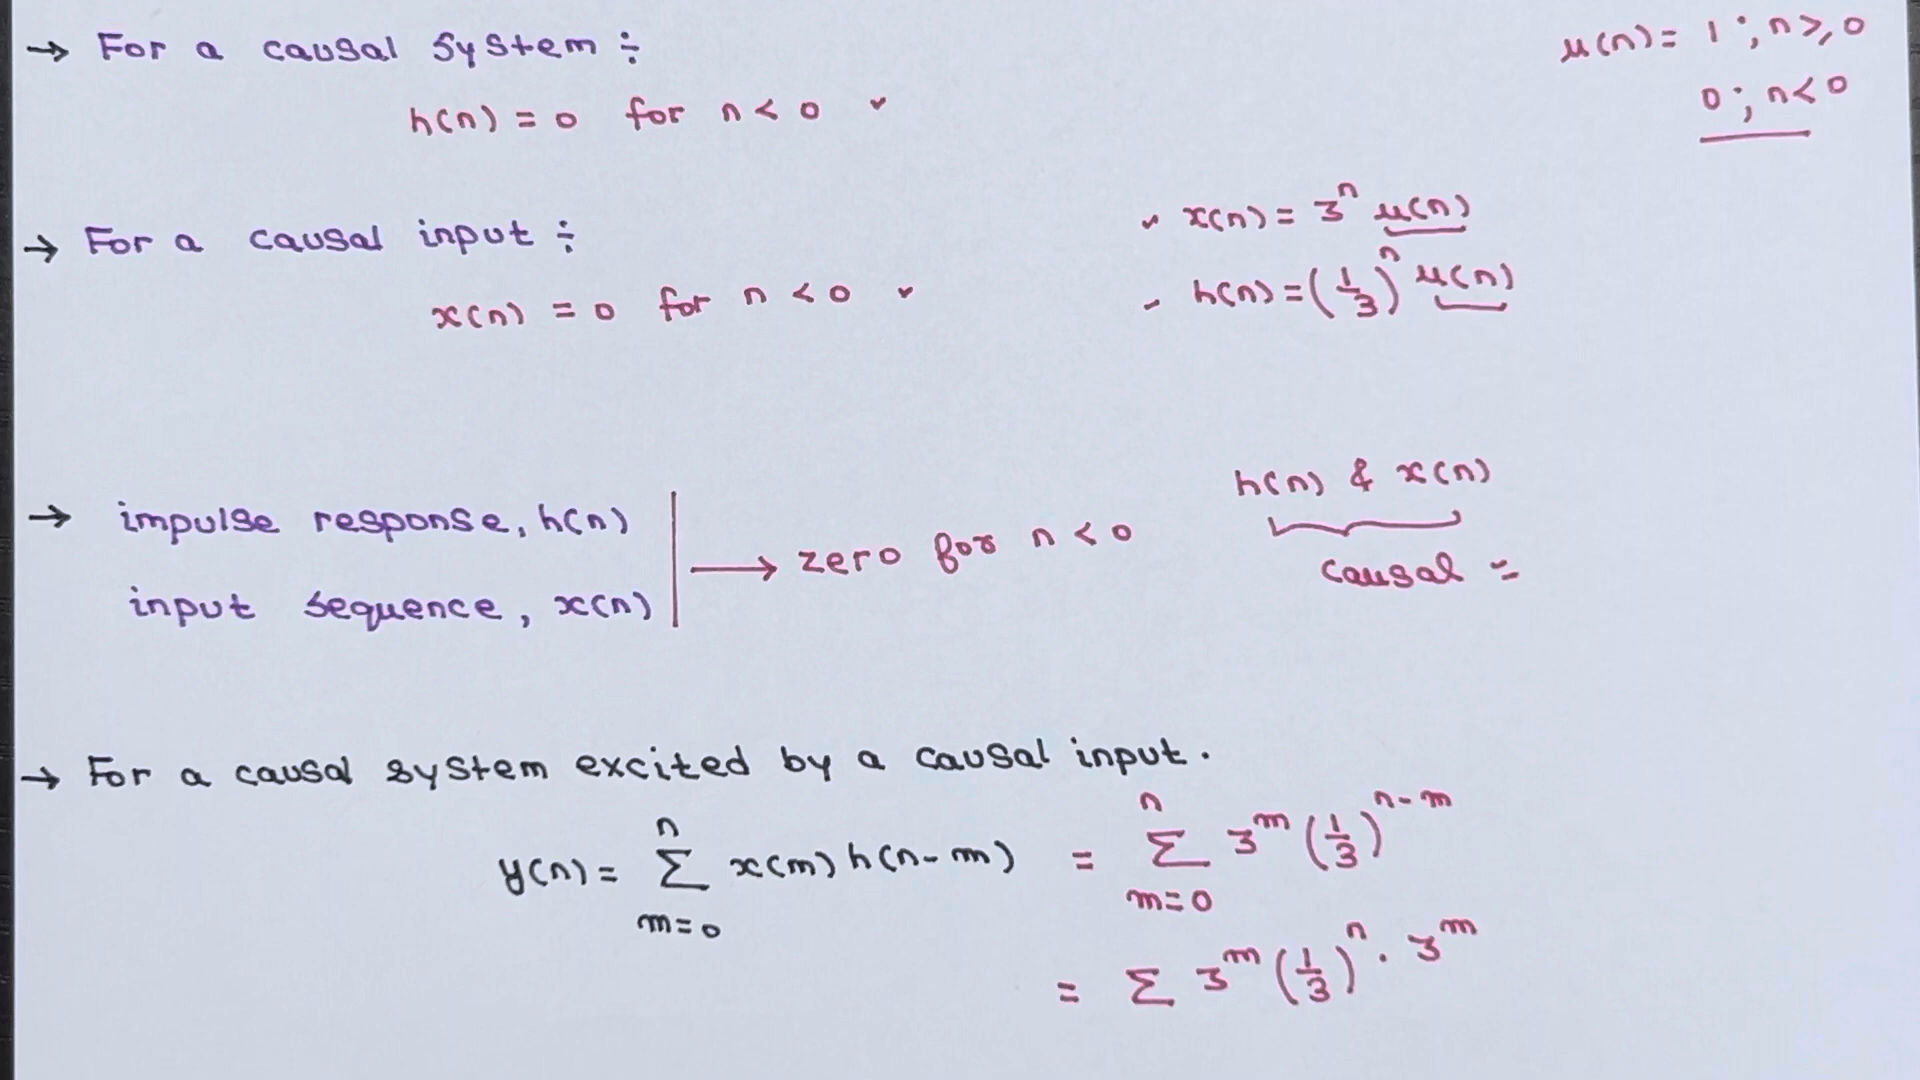 → For a causal system ÷
μ(n) = 1 ; n ≥ 0
0 ; n < 0
h(n) = 0 for n < 0 ✓
→ For a causal input ÷
x(n) = 3^n μ(n)
x(n) = 0 for n < 0 ✓
h(n) = (1/3)^n μ(n)
h(n) & x(n)
causal =
→ impulse response, h(n)
input sequence, x(n)
→ zero for n < 0
→ For a causal system excited by a causal input.
y(n) = Σ_{m=0}^{n} x(m) h(n-m) = Σ_{m=0}^{n} 3^m (1/3)^{n-m}
= Σ 3^m (1/3)^n . 3^m